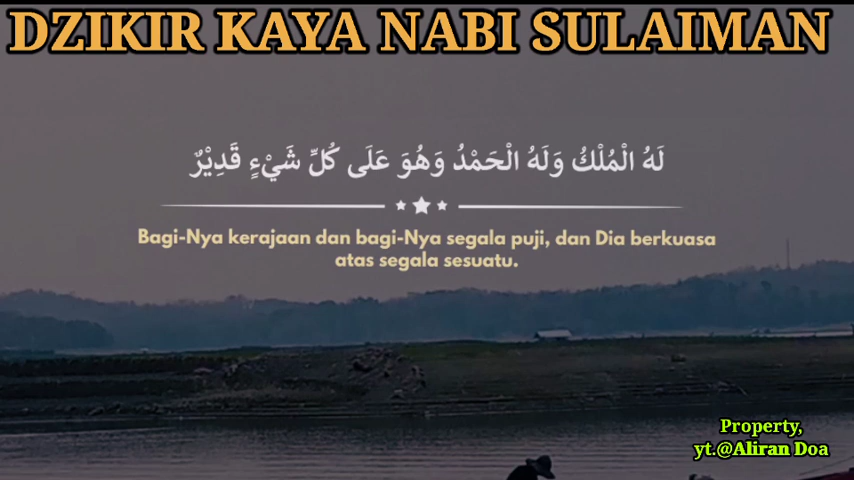 DZIKIR KAYA NABI SULAIMAN
لَهُ الْمُلْكُ وَلَهُ الْحَمْدُ وَهُوَ عَلَى كُلِّ شَيْءٍ قَدِيْرٌ
Bagi-Nya kerajaan dan bagi-Nya segala puji, dan Dia berkuasa
atas segala sesuatu.
Property,
yt.@Aliran Doa